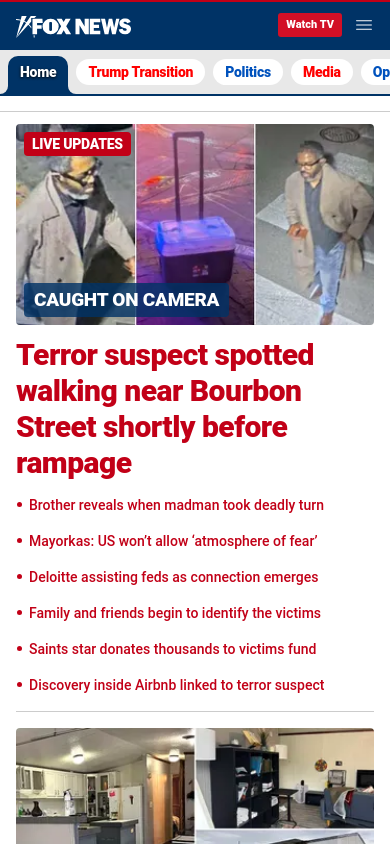 FOX NEWS
Watch TV
Home
Trump Transition
Politics
Media
Op
LIVE UPDATES
CAUGHT ON CAMERA
Terror suspect spotted
walking near Bourbon
Street shortly before
rampage
• Brother reveals when madman took deadly turn
• Mayorkas: US won’t allow ‘atmosphere of fear’
• Deloitte assisting feds as connection emerges
• Family and friends begin to identify the victims
• Saints star donates thousands to victims fund
• Discovery inside Airbnb linked to terror suspect